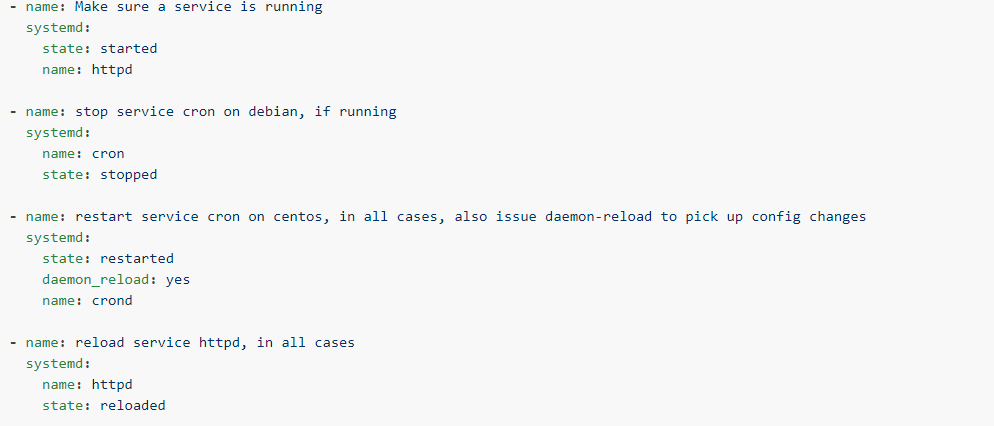 - name: Make sure a service is running
  systemd:
    state: started
    name: httpd

- name: stop service cron on debian, if running
  systemd:
    name: cron
    state: stopped

- name: restart service cron on centos, in all cases, also issue daemon-reload to pick up config changes
  systemd:
    state: restarted
    daemon_reload: yes
    name: crond

- name: reload service httpd, in all cases
  systemd:
    name: httpd
    state: reloaded